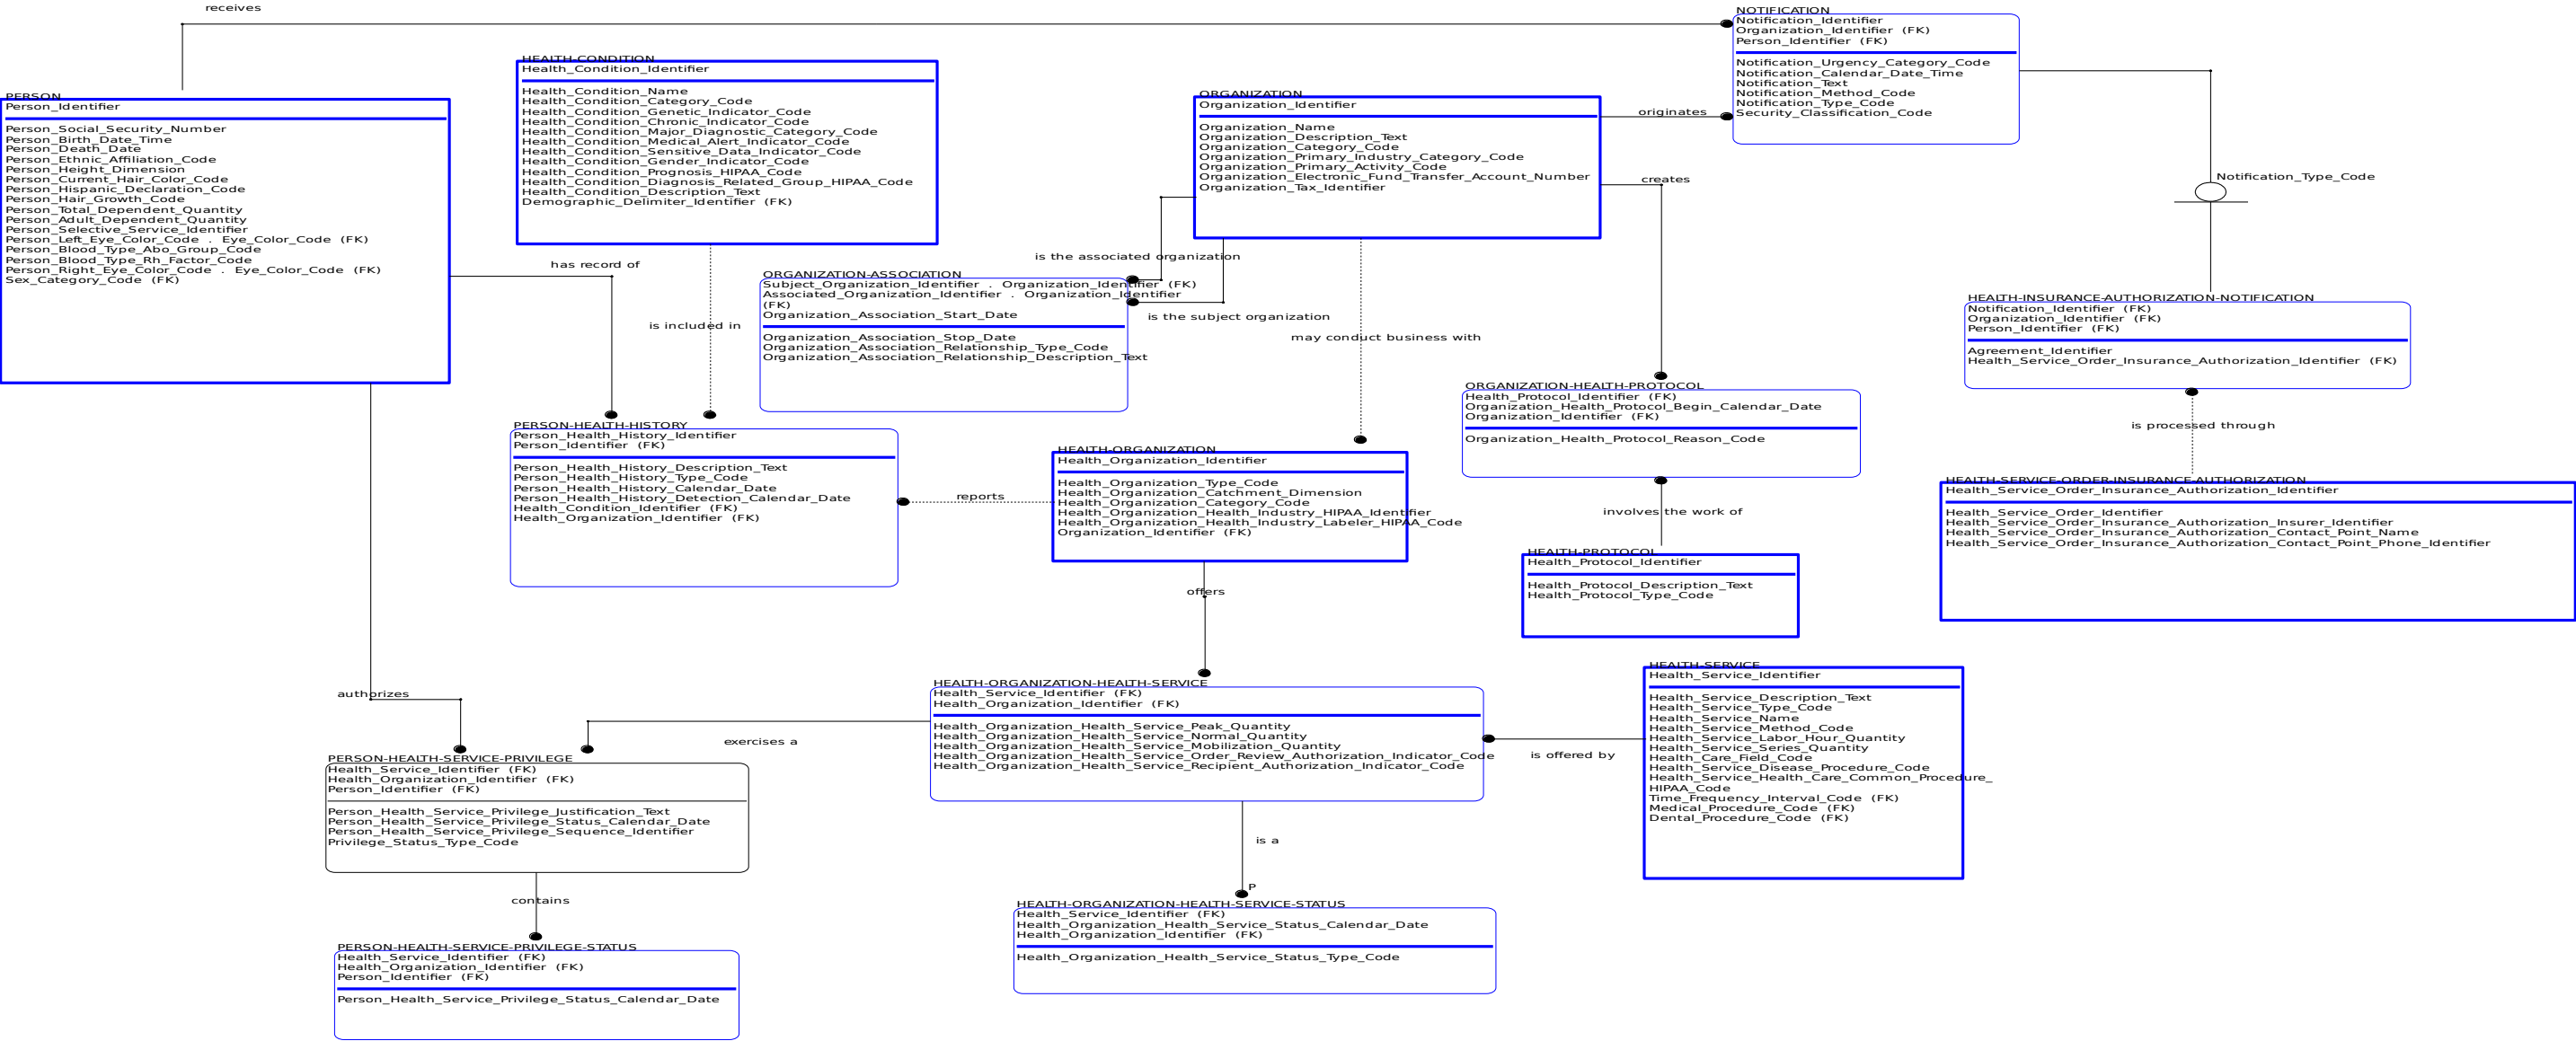 receives
NOTIFICATION
Notification_Identifier
Organization_Identifier (FK)
Person_Identifier (FK)
Notification_Urgency_Category_Code
Notification_Calendar_Date_Time
Notification_Text
Notification_Method_Code
Notification_Type_Code
Security_Classification_Code
HEALTH-CONDITION
Health_Condition_Identifier
Health_Condition_Name
Health_Condition_Category_Code
Health_Condition_Genetic_Indicator_Code
Health_Condition_Chronic_Indicator_Code
Health_Condition_Major_Diagnostic_Category_Code
Health_Condition_Medical_Alert_Indicator_Code
Health_Condition_Sensitive_Data_Indicator_Code
Health_Condition_Gender_Indicator_Code
Health_Condition_Prognosis_HIPAA_Code
Health_Condition_Diagnosis_Related_Group_HIPAA_Code
Health_Condition_Description_Text
Demographic_Delimiter_Identifier (FK)
PERSON
Person_Identifier
Person_Social_Security_Number
Person_Birth_Date_Time
Person_Death_Date
Person_Ethnic_Affiliation_Code
Person_Height_Dimension
Person_Current_Hair_Color_Code
Person_Hispanic_Declaration_Code
Person_Hair_Growth_Code
Person_Total_Dependent_Quantity
Person_Adult_Dependent_Quantity
Person_Selective_Service_Identifier
Person_Left_Eye_Color_Code . Eye_Color_Code (FK)
Person_Blood_Type_Abo_Group_Code
Person_Blood_Type_Rh_Factor_Code
Person_Right_Eye_Color_Code . Eye_Color_Code (FK)
Sex_Category_Code (FK)
ORGANIZATION
Organization_Identifier
Organization_Name
Organization_Description_Text
Organization_Category_Code
Organization_Primary_Industry_Category_Code
Organization_Primary_Activity_Code
Organization_Electronic_Fund_Transfer_Account_Number
Organization_Tax_Identifier
originates
creates
Notification_Type_Code
has record of
is included in
is the associated organization
ORGANIZATION-ASSOCIATION
Subject_Organization_Identifier . Organization_Identifier (FK)
Associated_Organization_Identifier . Organization_Identifier
(FK)
Organization_Association_Start_Date
Organization_Association_Stop_Date
Organization_Association_Relationship_Type_Code
Organization_Association_Relationship_Description_Text
is the subject organization
may conduct business with
HEALTH-INSURANCE-AUTHORIZATION-NOTIFICATION
Notification_Identifier (FK)
Organization_Identifier (FK)
Person_Identifier (FK)
Agreement_Identifier
Health_Service_Order_Insurance_Authorization_Identifier (FK)
ORGANIZATION-HEALTH-PROTOCOL
Health_Protocol_Identifier (FK)
Organization_Health_Protocol_Begin_Calendar_Date
Organization_Identifier (FK)
Organization_Health_Protocol_Reason_Code
is processed through
PERSON-HEALTH-HISTORY
Person_Health_History_Identifier
Person_Identifier (FK)
Person_Health_History_Description_Text
Person_Health_History_Type_Code
Person_Health_History_Calendar_Date
Person_Health_History_Detection_Calendar_Date
Health_Condition_Identifier (FK)
Health_Organization_Identifier (FK)
reports
HEALTH-ORGANIZATION
Health_Organization_Identifier
Health_Organization_Type_Code
Health_Organization_Catchment_Dimension
Health_Organization_Category_Code
Health_Organization_Health_Industry_HIPAA_Identifier
Health_Organization_Health_Industry_Labeler_HIPAA_Code
Organization_Identifier (FK)
HEALTH-SERVICE-ORDER-INSURANCE-AUTHORIZATION
Health_Service_Order_Insurance_Authorization_Identifier
Health_Service_Order_Identifier
Health_Service_Order_Insurance_Authorization_Insurer_Identifier
Health_Service_Order_Insurance_Authorization_Contact_Point_Name
Health_Service_Order_Insurance_Authorization_Contact_Point_Phone_Identifier
involves the work of
HEALTH-PROTOCOL
Health_Protocol_Identifier
Health_Protocol_Description_Text
Health_Protocol_Type_Code
offers
authorizes
HEALTH-ORGANIZATION-HEALTH-SERVICE
Health_Service_Identifier (FK)
Health_Organization_Identifier (FK)
Health_Organization_Health_Service_Peak_Quantity
Health_Organization_Health_Service_Normal_Quantity
Health_Organization_Health_Service_Mobilization_Quantity
Health_Organization_Health_Service_Order_Review_Authorization_Indicator_Code
Health_Organization_Health_Service_Recipient_Authorization_Indicator_Code
HEALTH-SERVICE
Health_Service_Identifier
Health_Service_Description_Text
Health_Service_Type_Code
Health_Service_Name
Health_Service_Method_Code
Health_Service_Labor_Hour_Quantity
Health_Service_Series_Quantity
Health_Care_Field_Code
Health_Service_Disease_Procedure_Code
Health_Service_Health_Care_Common_Procedure_
HIPAA_Code
Time_Frequency_Interval_Code (FK)
Medical_Procedure_Code (FK)
Dental_Procedure_Code (FK)
exercises a
is offered by
PERSON-HEALTH-SERVICE-PRIVILEGE
Health_Service_Identifier (FK)
Health_Organization_Identifier (FK)
Person_Identifier (FK)
Person_Health_Service_Privilege_Justification_Text
Person_Health_Service_Privilege_Status_Calendar_Date
Person_Health_Service_Privilege_Sequence_Identifier
Privilege_Status_Type_Code
is a
P
contains
HEALTH-ORGANIZATION-HEALTH-SERVICE-STATUS
Health_Service_Identifier (FK)
Health_Organization_Health_Service_Status_Calendar_Date
Health_Organization_Identifier (FK)
Health_Organization_Health_Service_Status_Type_Code
PERSON-HEALTH-SERVICE-PRIVILEGE-STATUS
Health_Service_Identifier (FK)
Health_Organization_Identifier (FK)
Person_Identifier (FK)
Person_Health_Service_Privilege_Status_Calendar_Date